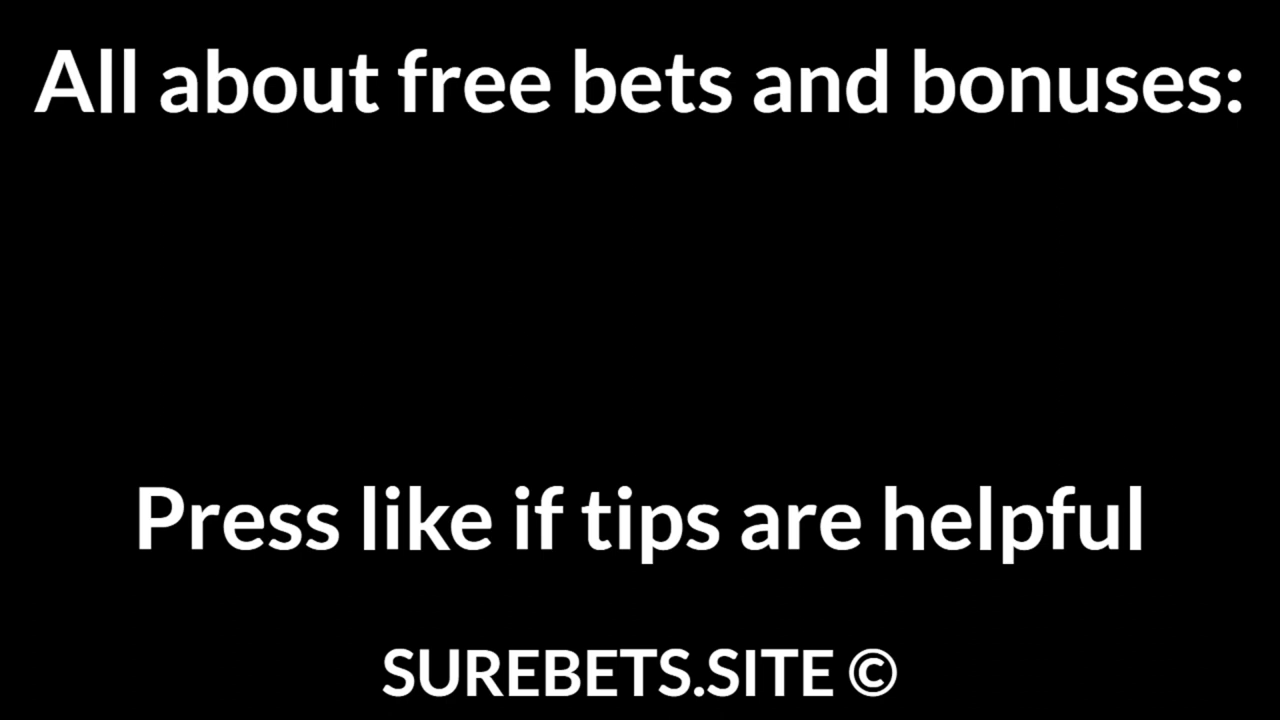 All about free bets and bonuses:
Press like if tips are helpful
SUREBETS.SITE ©